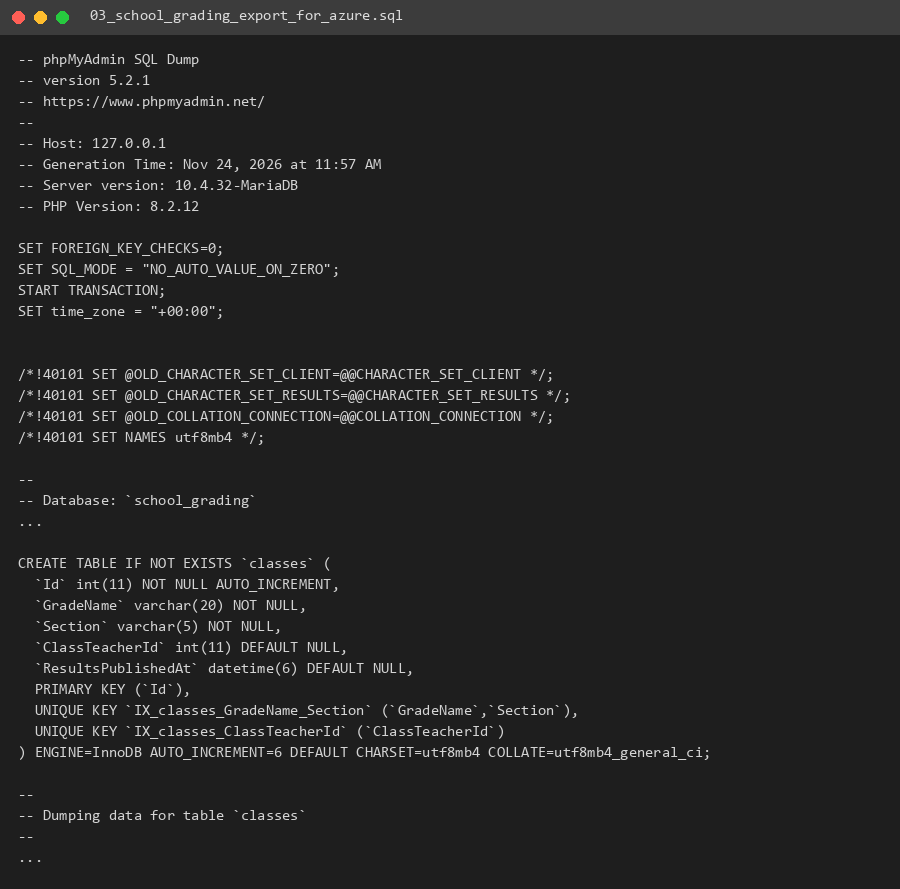 03_school_grading_export_for_azure.sql
-- phpMyAdmin SQL Dump
-- version 5.2.1
-- https://www.phpmyadmin.net/
--
-- Host: 127.0.0.1
-- Generation Time: Nov 24, 2026 at 11:57 AM
-- Server version: 10.4.32-MariaDB
-- PHP Version: 8.2.12

SET FOREIGN_KEY_CHECKS=0;
SET SQL_MODE = "NO_AUTO_VALUE_ON_ZERO";
START TRANSACTION;
SET time_zone = "+00:00";


/*!40101 SET @OLD_CHARACTER_SET_CLIENT=@@CHARACTER_SET_CLIENT */;
/*!40101 SET @OLD_CHARACTER_SET_RESULTS=@@CHARACTER_SET_RESULTS */;
/*!40101 SET @OLD_COLLATION_CONNECTION=@@COLLATION_CONNECTION */;
/*!40101 SET NAMES utf8mb4 */;

--
-- Database: `school_grading`
...

CREATE TABLE IF NOT EXISTS `classes` (
  `Id` int(11) NOT NULL AUTO_INCREMENT,
  `GradeName` varchar(20) NOT NULL,
  `Section` varchar(5) NOT NULL,
  `ClassTeacherId` int(11) DEFAULT NULL,
  `ResultsPublishedAt` datetime(6) DEFAULT NULL,
  PRIMARY KEY (`Id`),
  UNIQUE KEY `IX_classes_GradeName_Section` (`GradeName`,`Section`),
  UNIQUE KEY `IX_classes_ClassTeacherId` (`ClassTeacherId`)
) ENGINE=InnoDB AUTO_INCREMENT=6 DEFAULT CHARSET=utf8mb4 COLLATE=utf8mb4_general_ci;

--
-- Dumping data for table `classes`
--
...